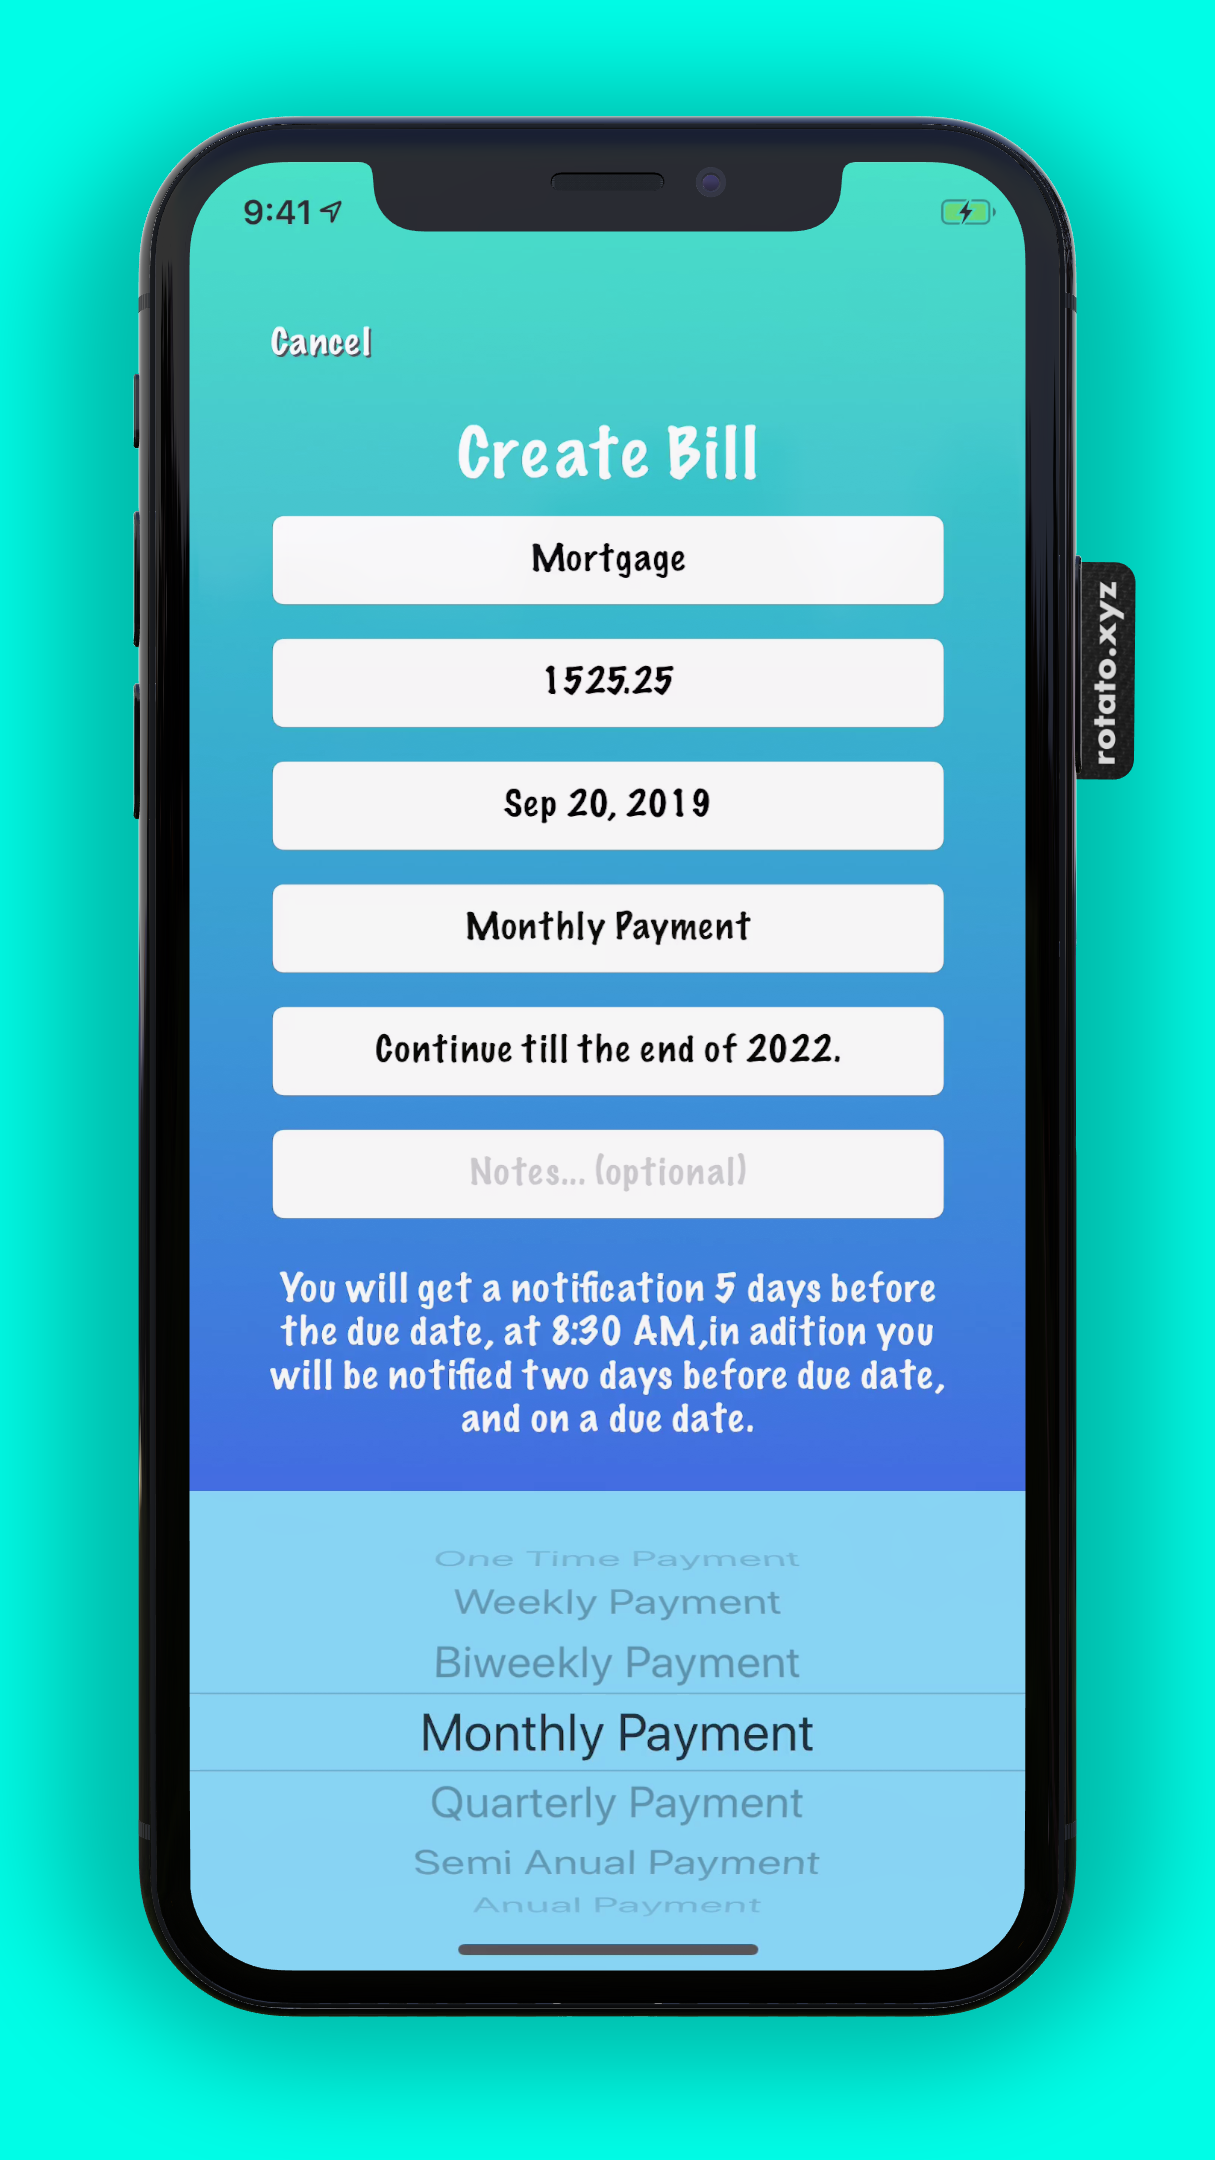 9:41
Cancel
Create Bill
Mortgage
1525.25
Sep 20, 2019
Monthly Payment
Continue till the end of 2022.
Notes... (optional)
You will get a notification 5 days before
the due date, at 8:30 AM,in adition you
will be notified two days before due date,
and on a due date.
One Time Payment
Weekly Payment
Biweekly Payment
Monthly Payment
Quarterly Payment
Semi Anual Payment
Anual Payment
rotato.xyz